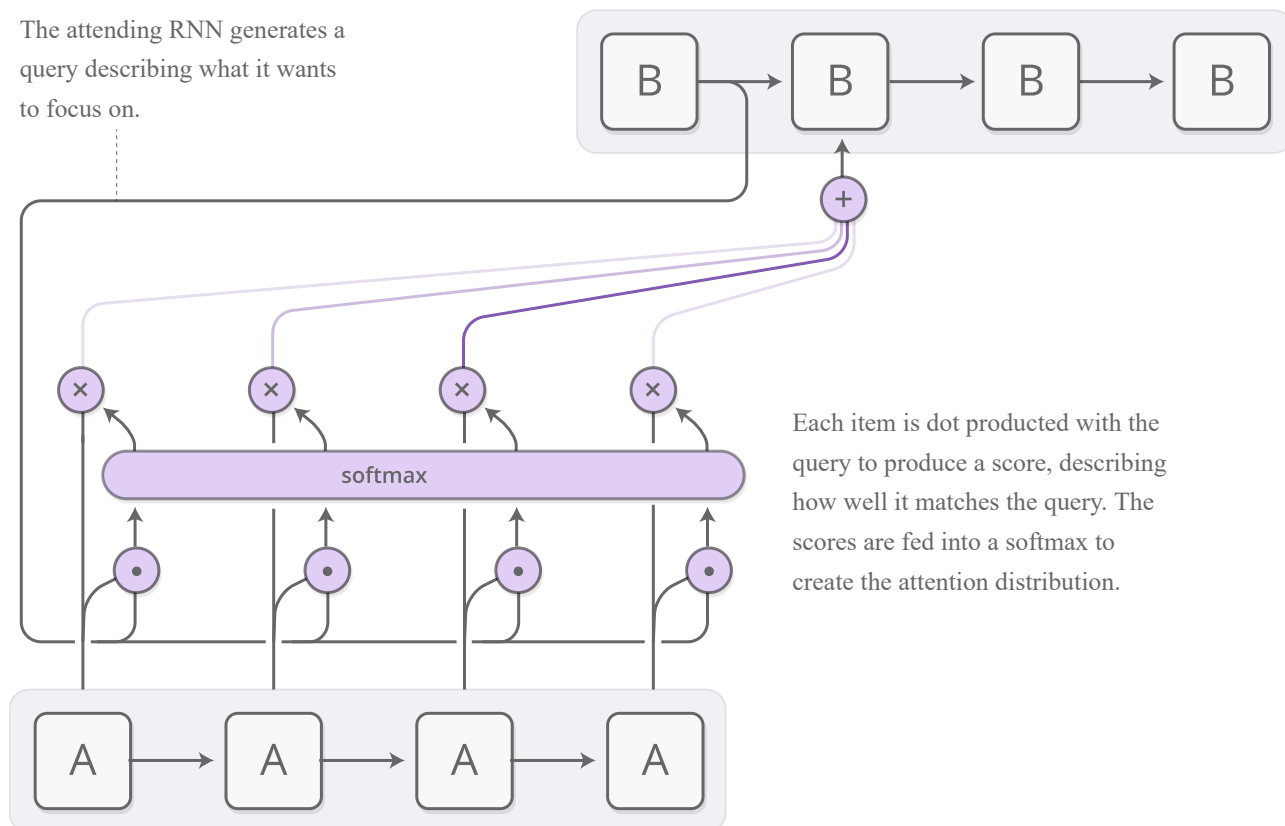 The attending RNN generates a
query describing what it wants
to focus on.
B
B
B
B
+
×
×
×
×
softmax
Each item is dot producted with the
query to produce a score, describing
how well it matches the query. The
scores are fed into a softmax to
create the attention distribution.
A
A
A
A